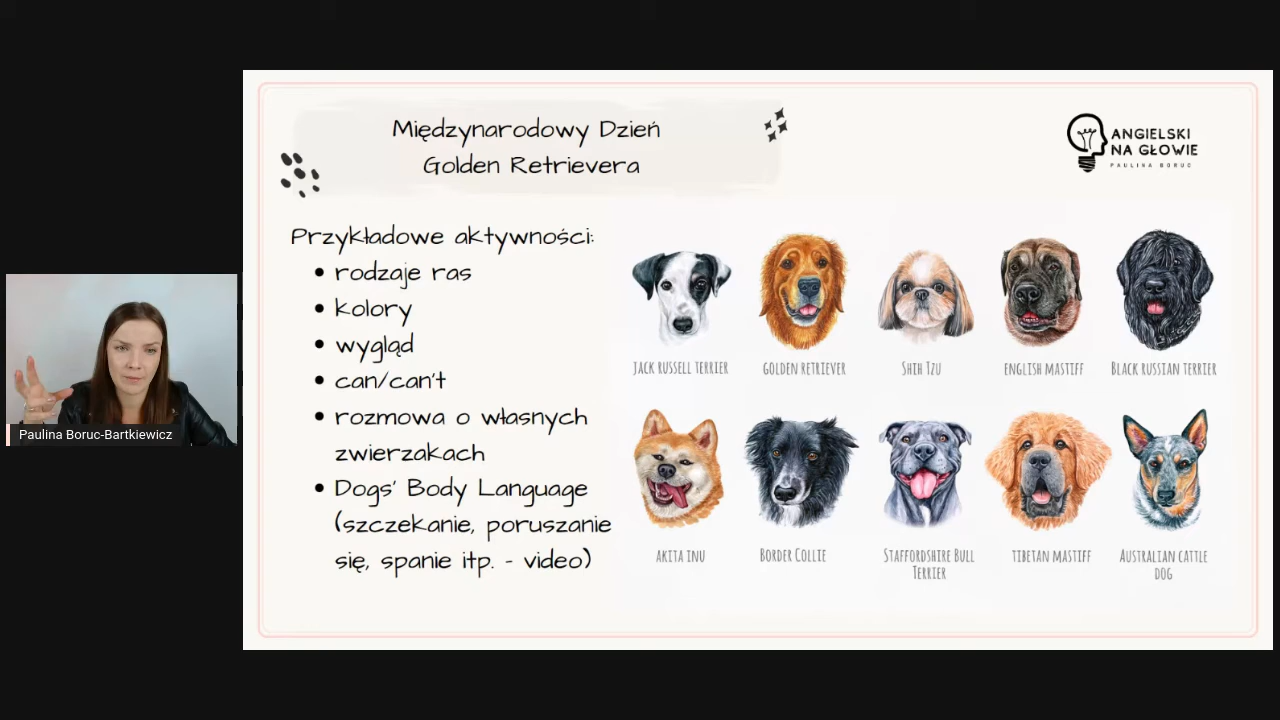 Międzynarodowy Dzień
Golden Retrievera
ANGIELSKI
NA GŁOWIE
PAULINA BORUC
Przykładowe aktywności:
• rodzaje ras
• kolory
• wygląd
• can/can't
• rozmowa o własnych
zwierzakach
• Dogs' Body Language
(szczekanie, poruszanie
się, spanie itp. - video)
JACK RUSSELL TERRIER
GOLDEN RETRIEVER
SHIH TZU
ENGLISH MASTIFF
BLACK RUSSIAN TERRIER
AKITA INU
BORDER COLLIE
STAFFORDSHIRE BULL
TERRIER
TIBETAN MASTIFF
AUSTRALIAN CATTLE
DOG
Paulina Boruc-Bartkiewicz